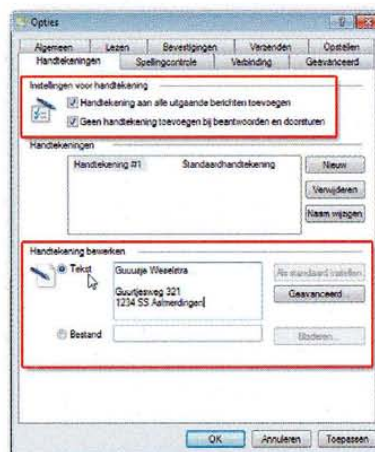 Opties
Algemeen Lezen Bevestigingen Verzenden Opstellen
Handtekeningen Spellingcontrole Verbinding Geavanceerd
Instellingen voor handtekening
Handtekening aan alle uitgaande berichten toevoegen
Geen handtekening toevoegen bij beantwoorden en doorsturen
Handtekeningen
Handtekening #1 Standaardhandtekening Nieuw
Verwijderen
Naam wijzigen
Handtekening bewerken
Tekst Guusje Weselstra Als standaard instellen
Guurtjesweg 321 Geavanceerd...
1234 SS Aalmerdingen
Bestand Bladeren...
OK Annuleren Toepassen